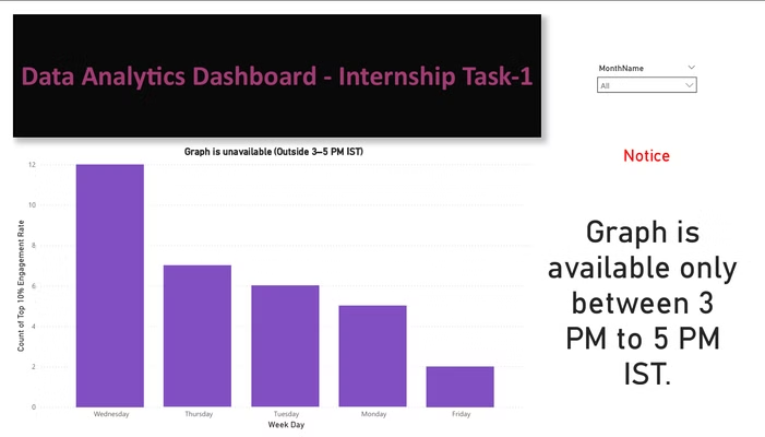 Data Analytics Dashboard - Internship Task-1
MonthName
All
Graph is unavailable (Outside 3–5 PM IST)
Notice
Graph is
available only
between 3
PM to 5 PM
IST.
Count of Top 10% Engagement Rate
12
10
8
6
4
2
0
Wednesday
Thursday
Tuesday
Monday
Friday
Week Day